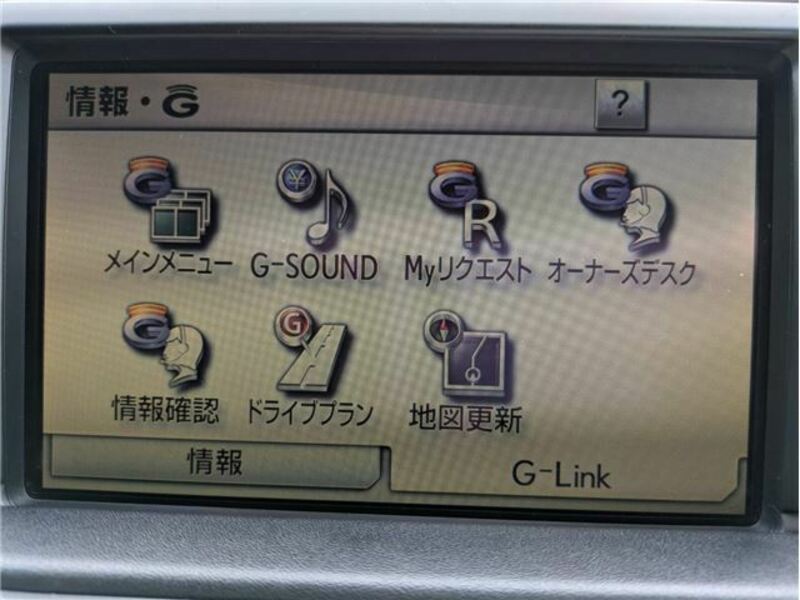 情報・G
?
メインメニュー G-SOUND Myリクエスト オーナーズデスク
情報確認 ドライブプラン 地図更新
情報 G-Link